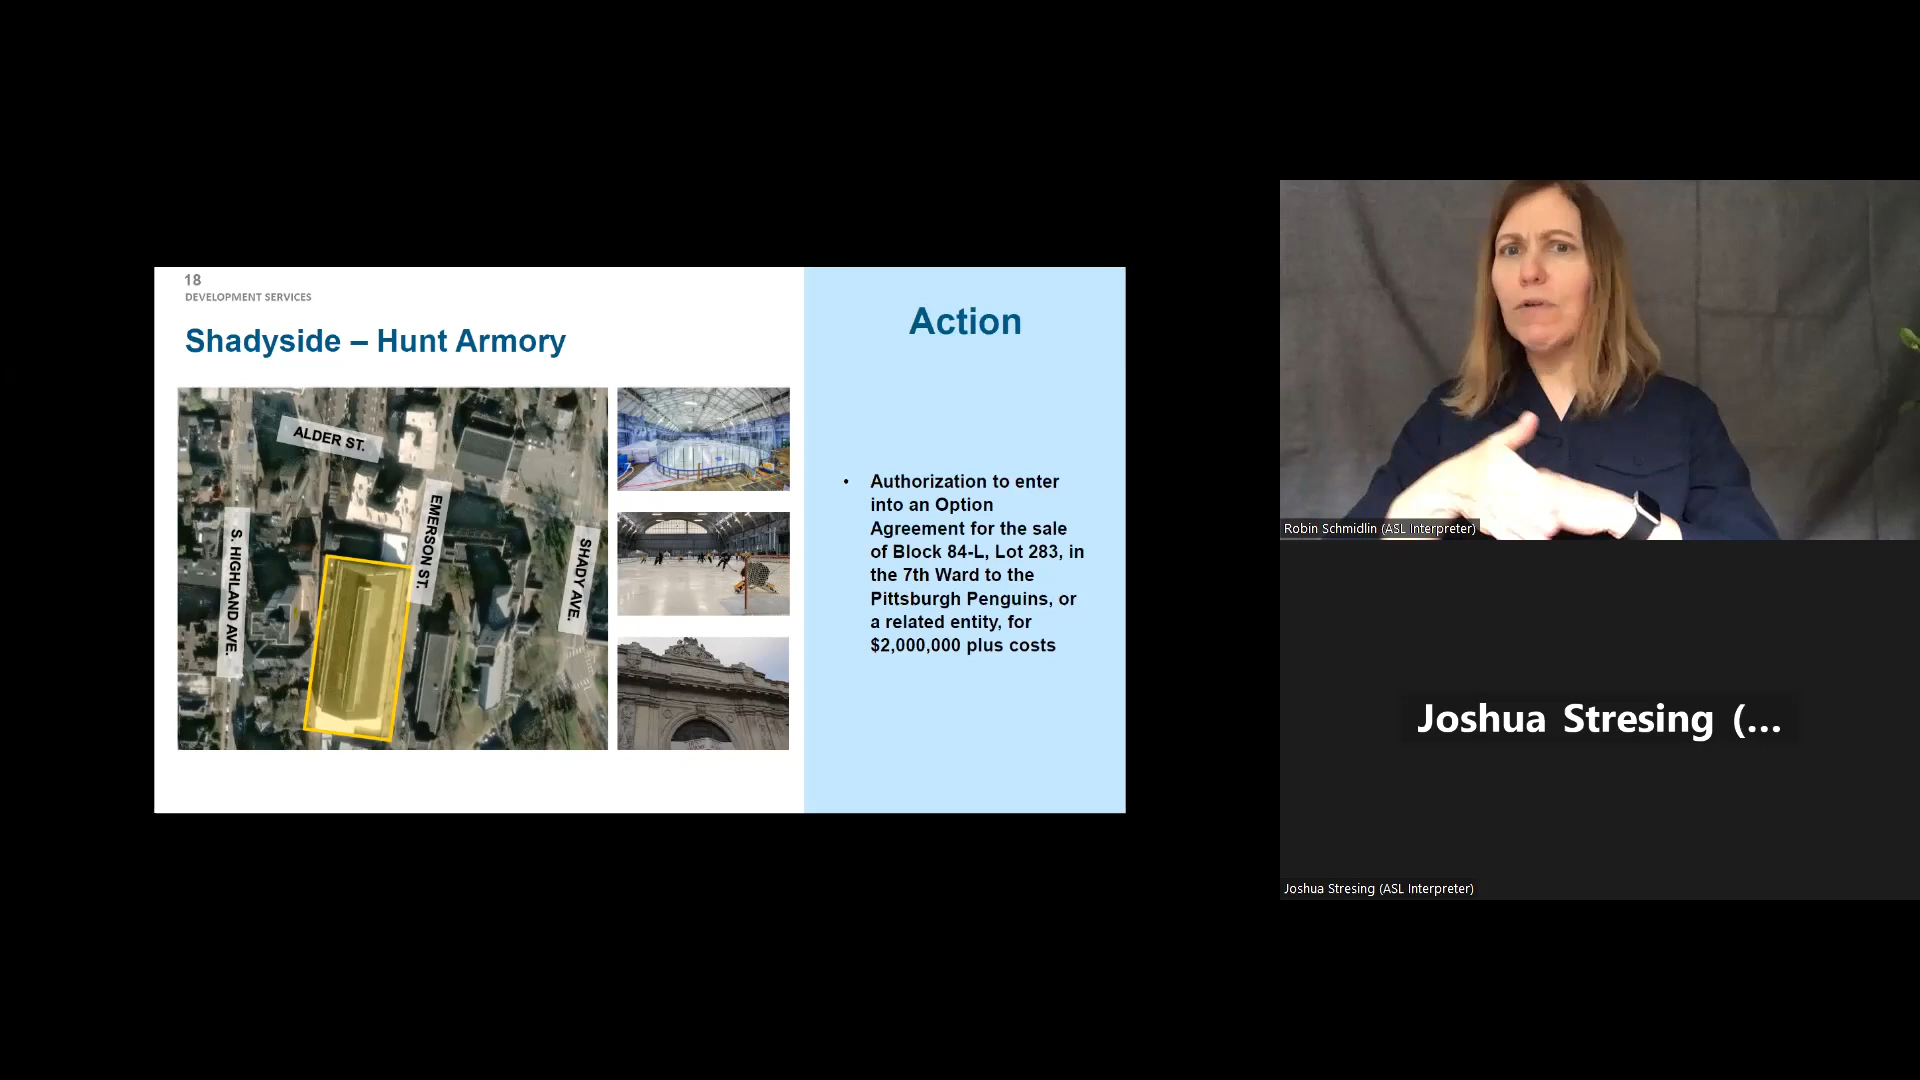 18
DEVELOPMENT SERVICES
Shadyside – Hunt Armory
ALDER ST.
EMERSON ST.
S. HIGHLAND AVE.
SHADY AVE.
Action
• Authorization to enter
into an Option
Agreement for the sale
of Block 84-L, Lot 283, in
the 7th Ward to the
Pittsburgh Penguins, or
a related entity, for
$2,000,000 plus costs
Robin Schmidlin (ASL Interpreter)
Joshua Stresing (...
Joshua Stresing (ASL Interpreter)